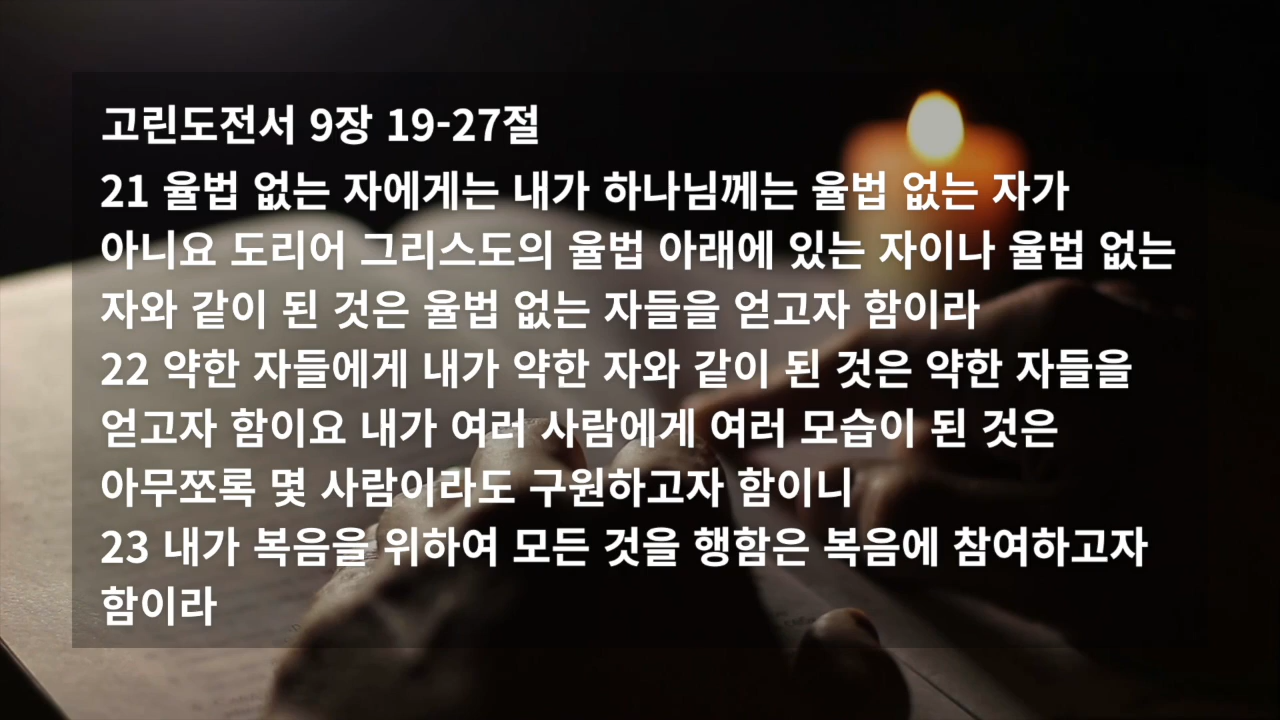 고린도전서 9장 19-27절
21 율법 없는 자에게는 내가 하나님께는 율법 없는 자가
아니요 도리어 그리스도의 율법 아래에 있는 자이나 율법 없는
자와 같이 된 것은 율법 없는 자들을 얻고자 함이라
22 약한 자들에게 내가 약한 자와 같이 된 것은 약한 자들을
얻고자 함이요 내가 여러 사람에게 여러 모습이 된 것은
아무쪼록 몇 사람이라도 구원하고자 함이니
23 내가 복음을 위하여 모든 것을 행함은 복음에 참여하고자
함이라